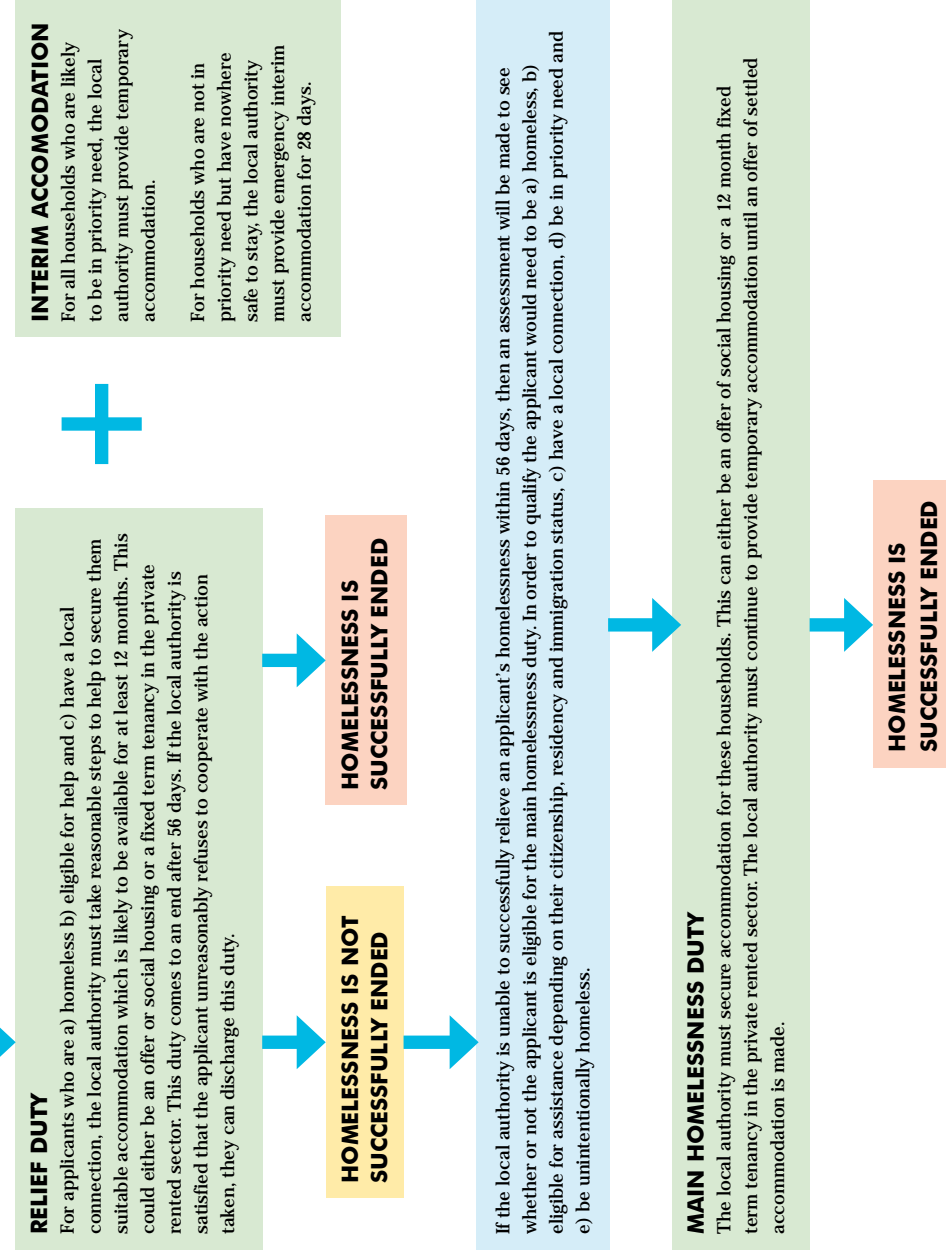 RELIEF DUTY
For applicants who are a) homeless b) eligible for help and c) have a local
connection, the local authority must take reasonable steps to help to secure them
suitable accommodation which is likely to be available for at least 12 months. This
could either be an offer or social housing or a fixed term tenancy in the private
rented sector. This duty comes to an end after 56 days. If the local authority is
satisfied that the applicant unreasonably refuses to cooperate with the action
taken, they can discharge this duty.
INTERIM ACCOMODATION
For all households who are likely
to be in priority need, the local
authority must provide temporary
accommodation.
For households who are not in
priority need but have nowhere
safe to stay, the local authority
must provide emergency interim
accommodation for 28 days.
HOMELESSNESS IS NOT
SUCCESSFULLY ENDED
HOMELESSNESS IS
SUCCESSFULLY ENDED
If the local authority is unable to successfully relieve an applicant's homelessness within 56 days, then an assessment will be made to see
whether or not the applicant is eligible for the main homelessness duty. In order to qualify the applicant would need to be a) homeless, b)
eligible for assistance depending on their citizenship, residency and immigration status, c) have a local connection, d) be in priority need and
e) be unintentionally homeless.
MAIN HOMELESSNESS DUTY
The local authority must secure accommodation for these households. This can either be an offer of social housing or a 12 month fixed
term tenancy in the private rented sector. The local authority must continue to provide temporary accommodation until an offer of settled
accommodation is made.
HOMELESSNESS IS
SUCCESSFULLY ENDED